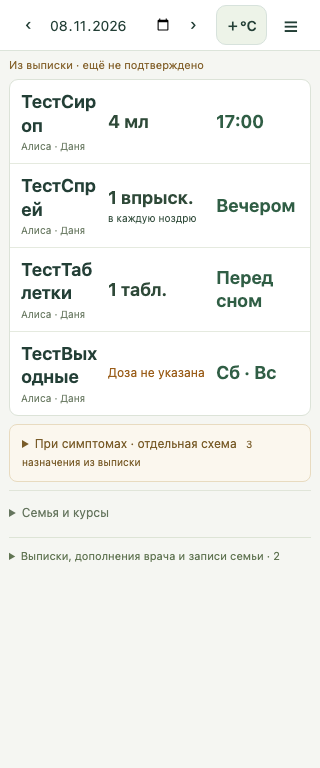 ‹ 08.11.2026 › + °C ≡
Из выписки · ещё не подтверждено
ТестСир
оп
Алиса · Даня
4 мл
17:00
ТестСпр
ей
Алиса · Даня
1 впрыск.
в каждую ноздрю
Вечером
ТестТаб
летки
Алиса · Даня
1 табл.
Перед
сном
ТестВых
одные
Алиса · Даня
Доза не указана
Сб · Вс
▶ При симптомах · отдельная схема 3
назначения из выписки
▶ Семья и курсы
▶ Выписки, дополнения врача и записи семьи · 2